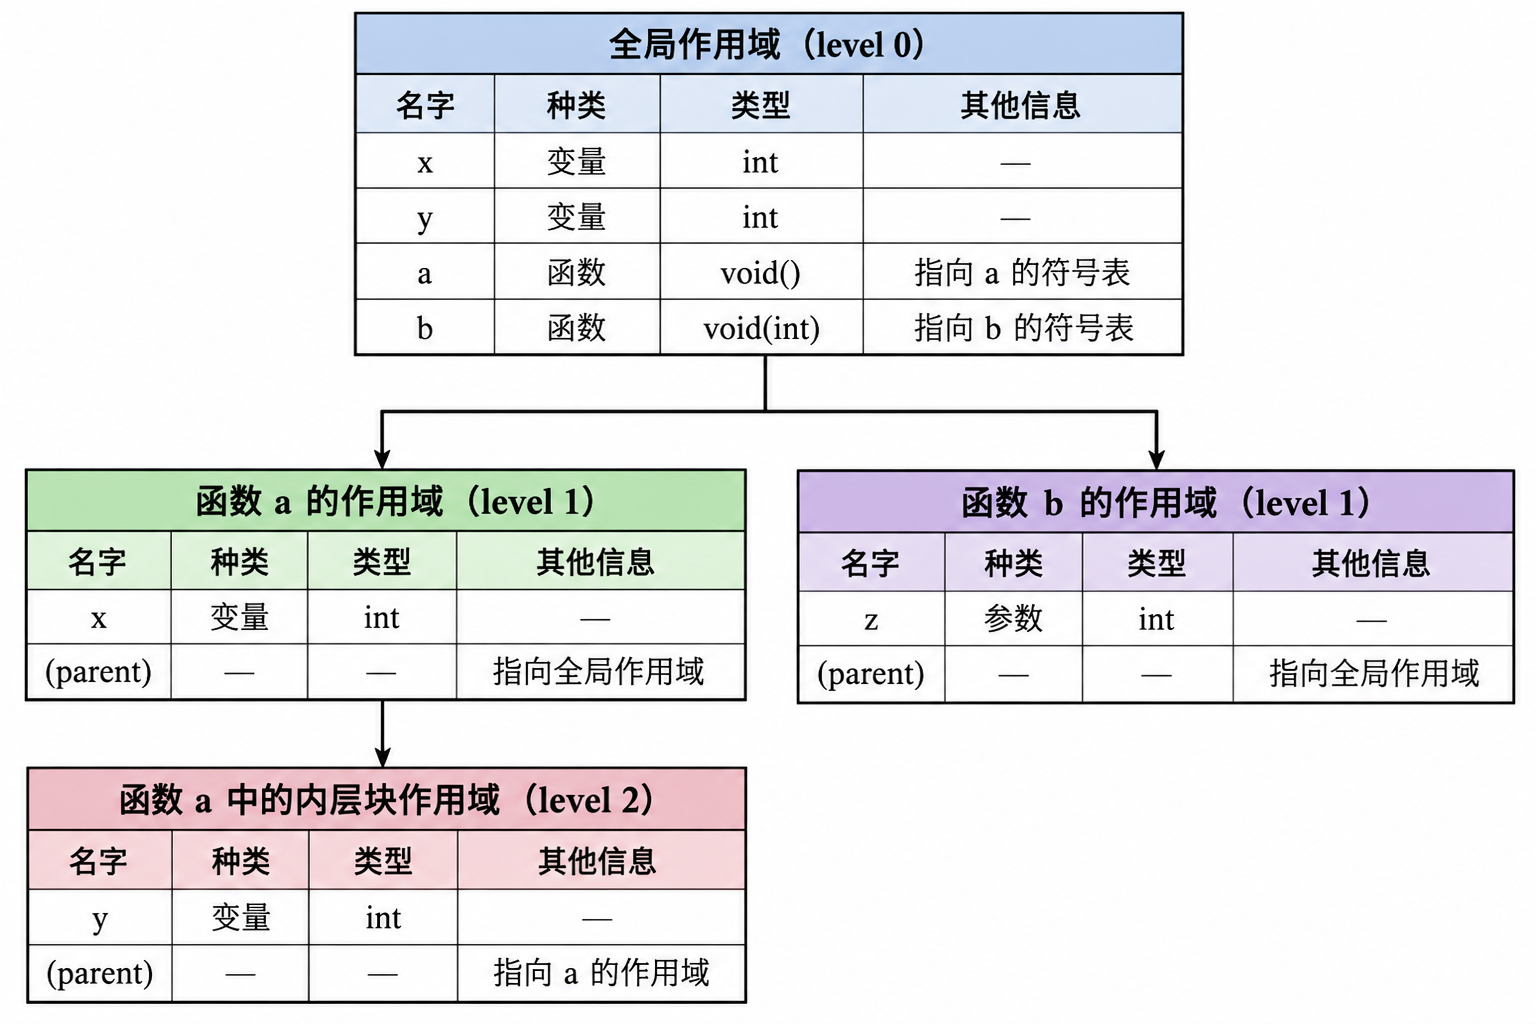 全局作用域（level 0）
名字 种类 类型 其他信息
x 变量 int —
y 变量 int —
a 函数 void() 指向 a 的符号表
b 函数 void(int) 指向 b 的符号表
函数 a 的作用域（level 1）
名字 种类 类型 其他信息
x 变量 int —
(parent) — — 指向全局作用域
函数 b 的作用域（level 1）
名字 种类 类型 其他信息
z 参数 int —
(parent) — — 指向全局作用域
函数 a 中的内层块作用域（level 2）
名字 种类 类型 其他信息
y 变量 int —
(parent) — — 指向 a 的作用域